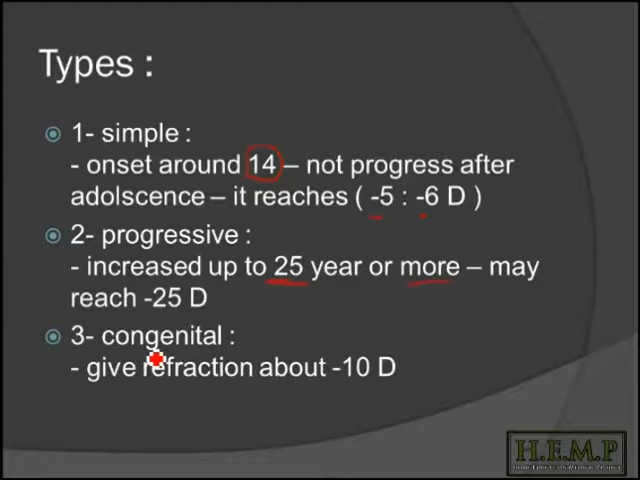 Types :
1- simple :
- onset around 14 – not progress after
adolscence – it reaches ( -5 : -6 D )
2- progressive :
- increased up to 25 year or more – may
reach -25 D
3- congenital :
- give refraction about -10 D
H.E.M.P